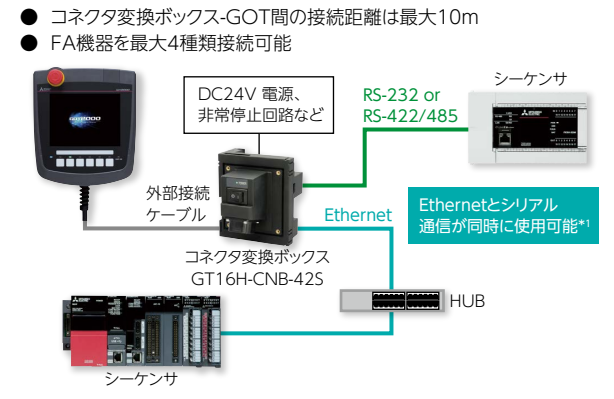 ● コネクタ変換ボックス-GOT間の接続距離は最大10m
● FA機器を最大4種類接続可能
DC24V 電源、
非常停止回路など
RS-232 or
RS-422/485
シーケンサ
外部接続
ケーブル
Ethernet
Ethernetとシリアル
通信が同時に使用可能*1
コネクタ変換ボックス
GT16H-CNB-42S
HUB
シーケンサ